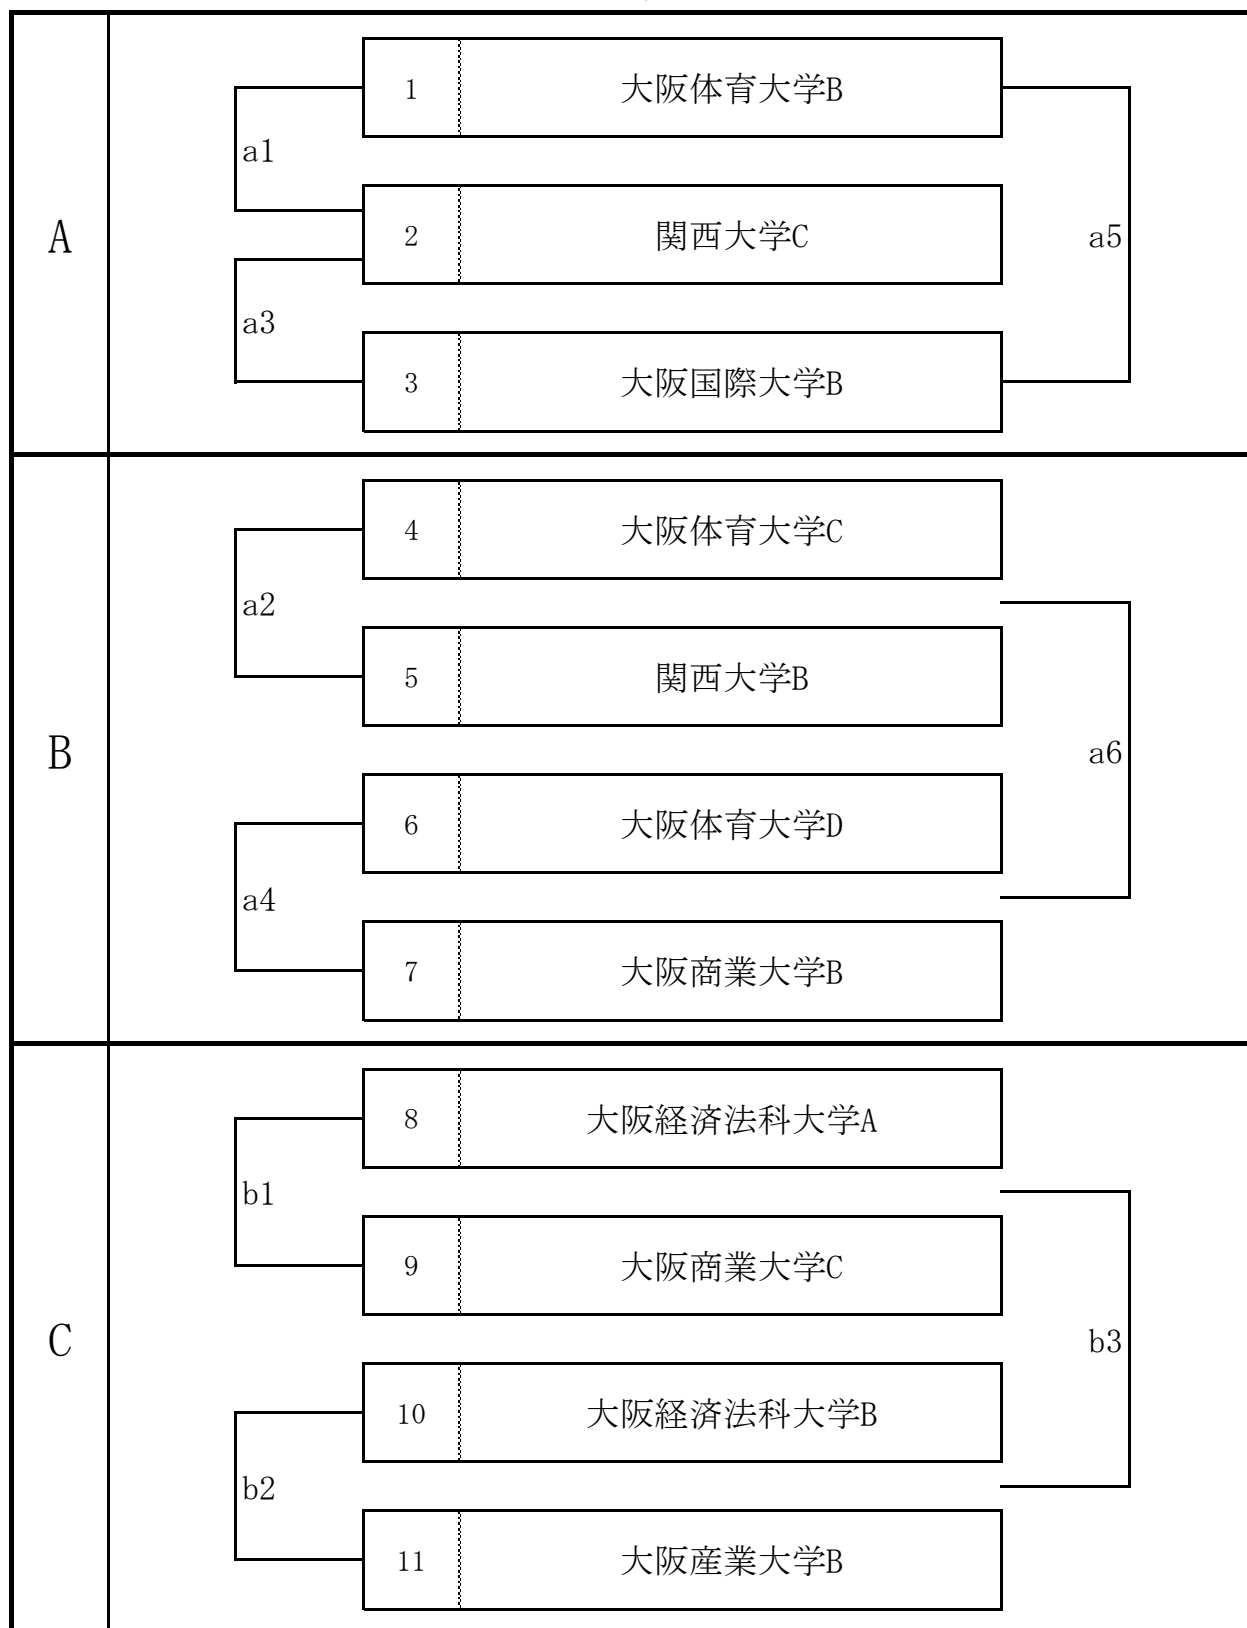 1 大阪体育大学B
a1
A 2 関西大学C a5
a3
3 大阪国際大学B
4 大阪体育大学C
a2
5 関西大学B
B a6
6 大阪体育大学D
a4
7 大阪商業大学B
8 大阪経済法科大学A
b1
9 大阪商業大学C
C b3
10 大阪経済法科大学B
b2
11 大阪産業大学B